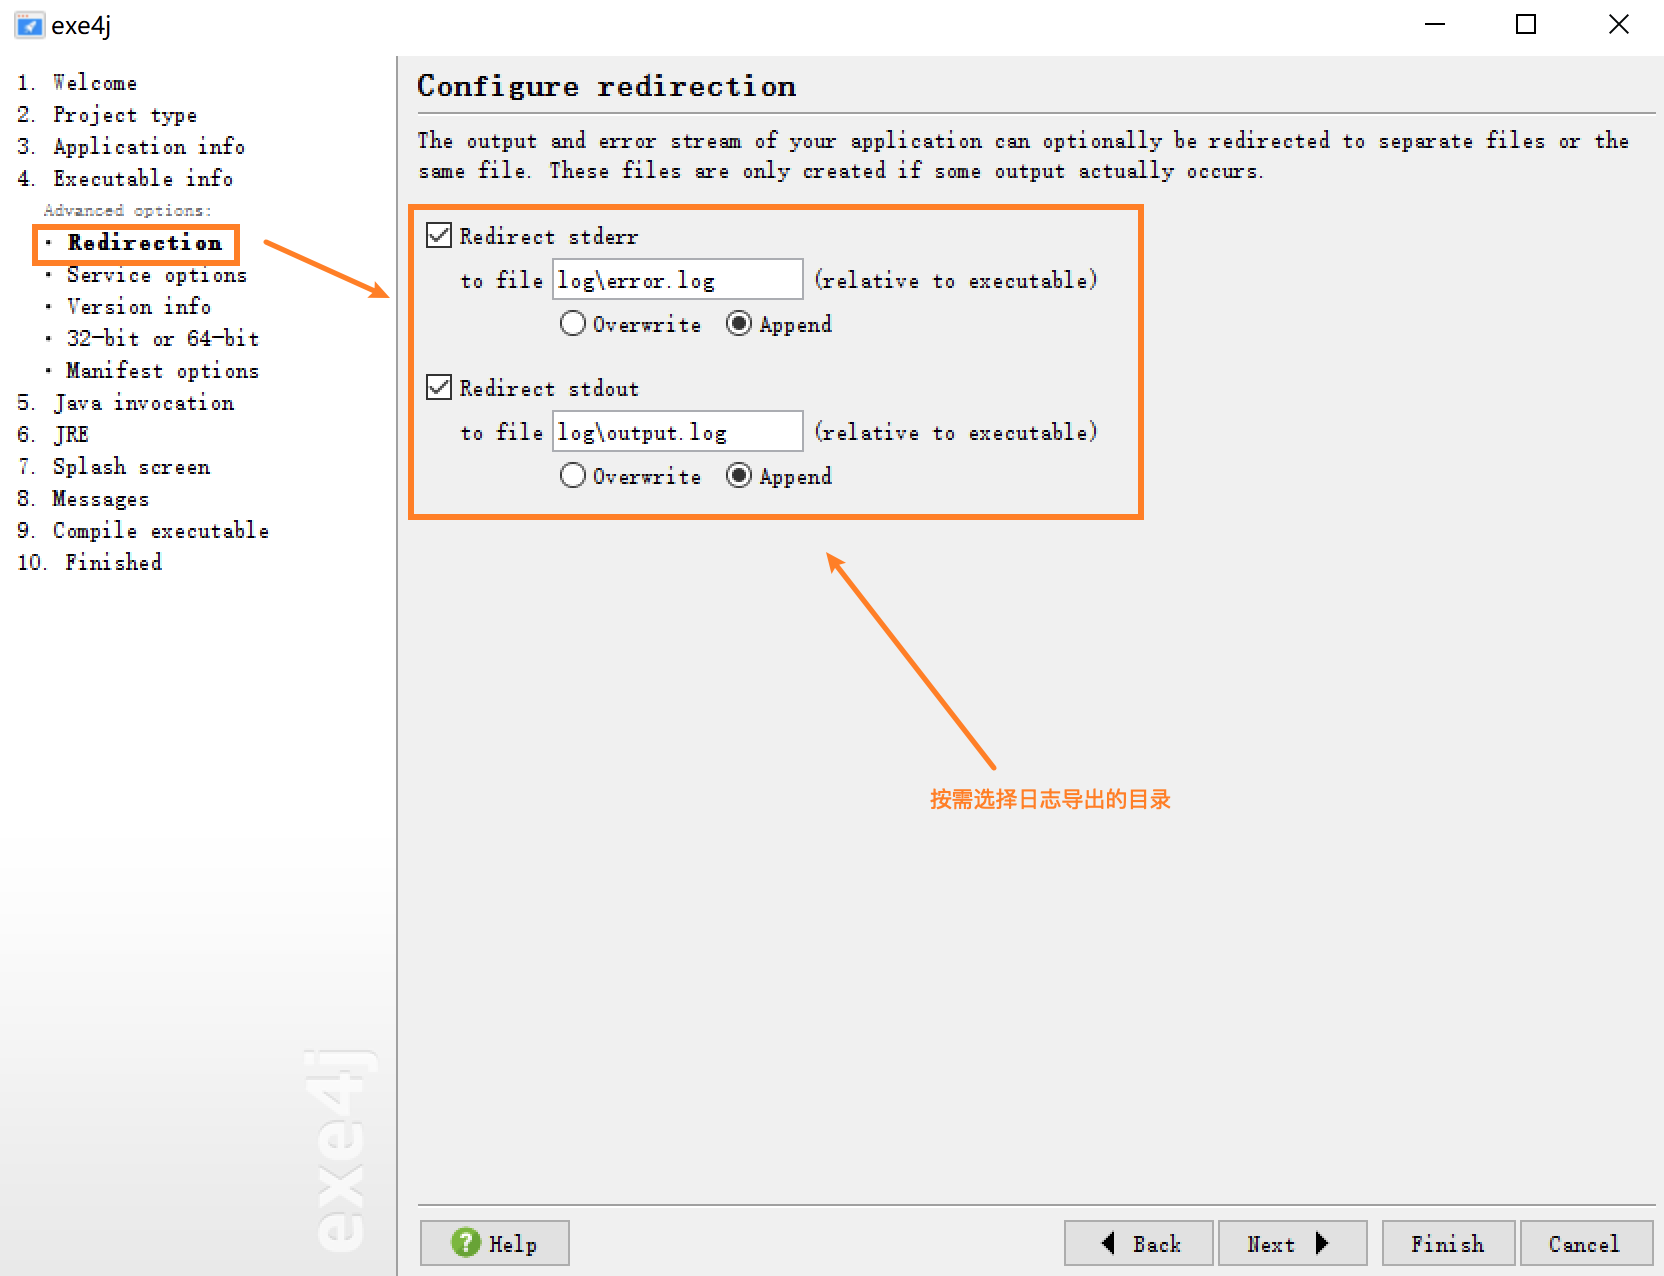 exe4j
1. Welcome
2. Project type
3. Application info
4. Executable info
Advanced options:
· Redirection
· Service options
· Version info
· 32-bit or 64-bit
· Manifest options
5. Java invocation
6. JRE
7. Splash screen
8. Messages
9. Compile executable
10. Finished
exe4j
Configure redirection
The output and error stream of your application can optionally be redirected to separate files or the
same file. These files are only created if some output actually occurs.
Redirect stderr
to file log\error.log (relative to executable)
Overwrite Append
Redirect stdout
to file log\output.log (relative to executable)
Overwrite Append
按需选择日志导出的目录
? Help Back Next Finish Cancel